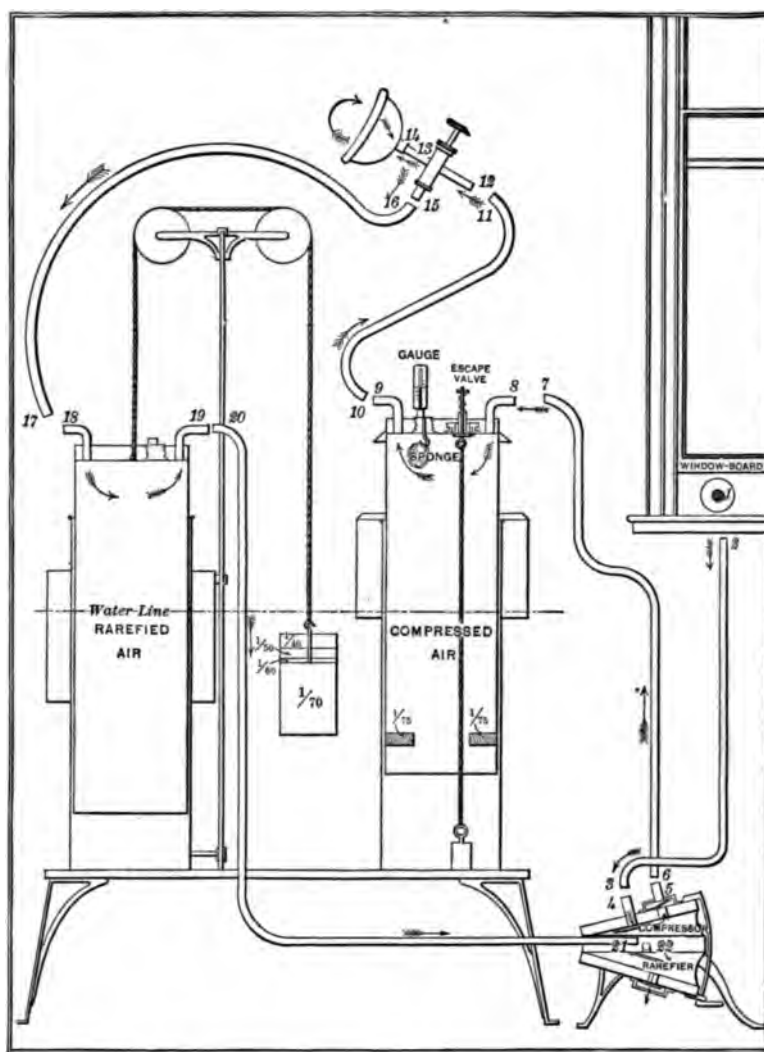 14
13
12
16
15
11
GAUGE
ESCAPE
VALVE
9
8
7
10
17
18
19
20
SPONGE
WINDOW-BOARD
1
2
Water-Line
RAREFIED
AIR
COMPRESSED
AIR
1/40
1/50
1/60
1/70
1/75
1/75
3
6
4
5
COMPRESSOR
21
22
RAREFIER